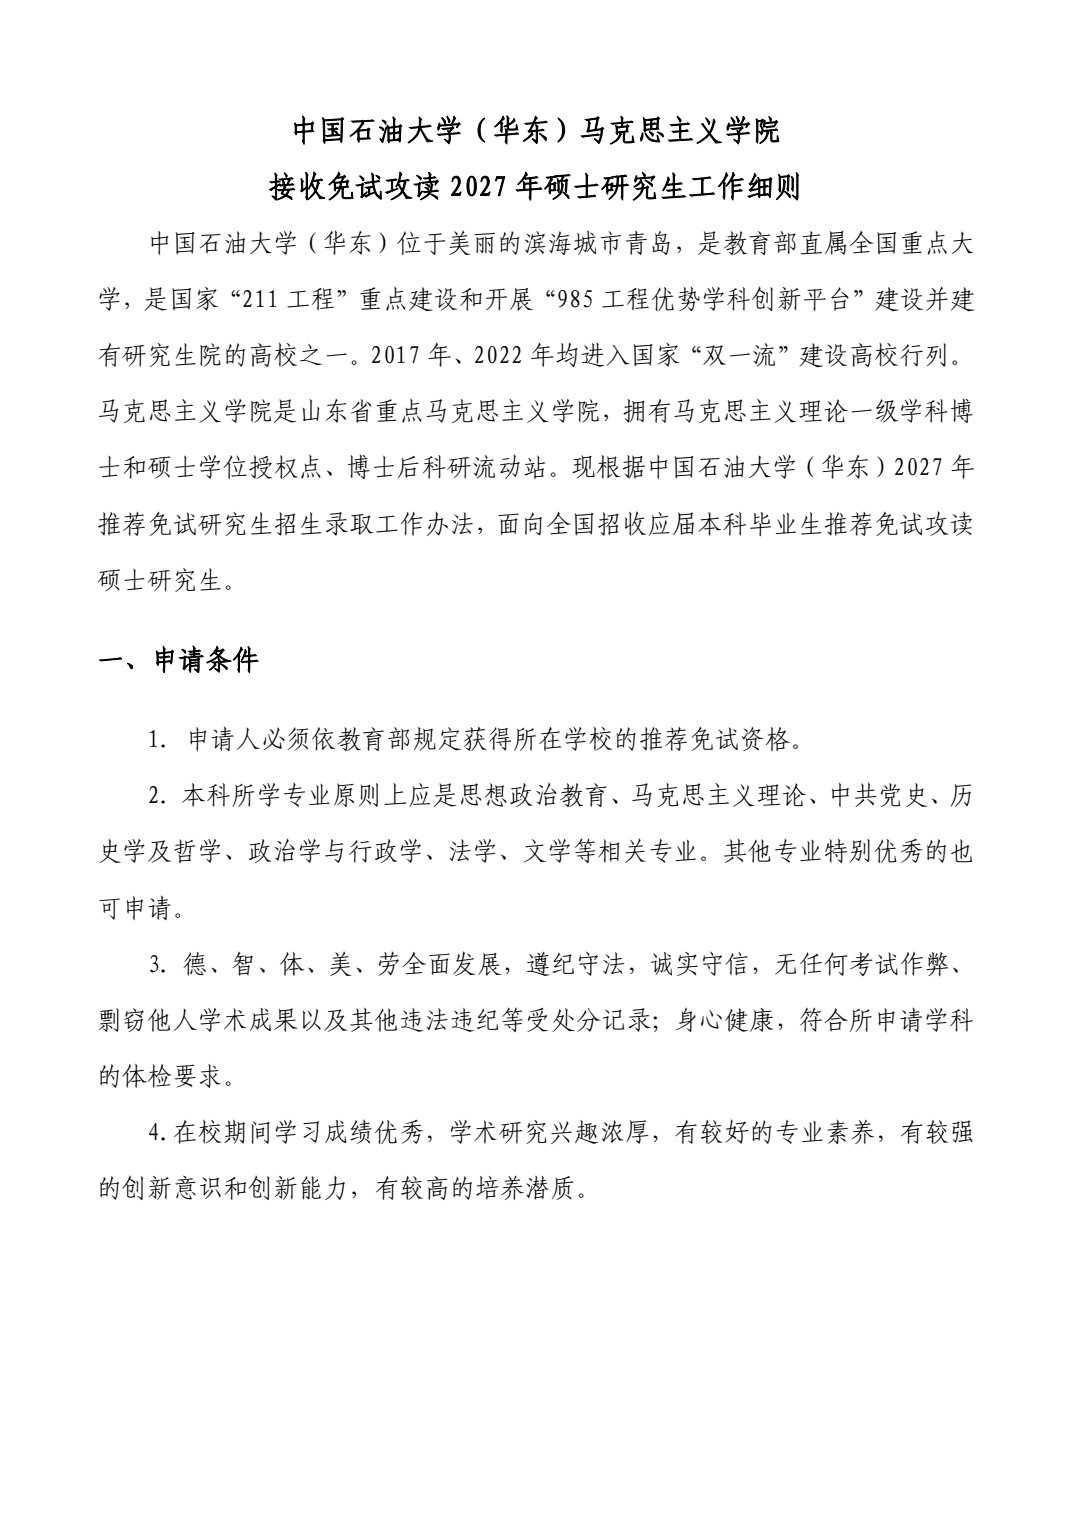 中国石油大学（华东）马克思主义学院
接收免试攻读 2027 年硕士研究生工作细则
中国石油大学（华东）位于美丽的滨海城市青岛，是教育部直属全国重点大
学，是国家“211 工程”重点建设和开展“985 工程优势学科创新平台”建设并建
有研究生院的高校之一。2017 年、2022 年均进入国家“双一流”建设高校行列。
马克思主义学院是山东省重点马克思主义学院，拥有马克思主义理论一级学科博
士和硕士学位授权点、博士后科研流动站。现根据中国石油大学（华东）2027 年
推荐免试研究生招生录取工作办法，面向全国招收应届本科毕业生推荐免试攻读
硕士研究生。
一、申请条件
1. 申请人必须依教育部规定获得所在学校的推荐免试资格。
2. 本科所学专业原则上应是思想政治教育、马克思主义理论、中共党史、历
史学及哲学、政治学与行政学、法学、文学等相关专业。其他专业特别优秀的也
可申请。
3. 德、智、体、美、劳全面发展，遵纪守法，诚实守信，无任何考试作弊、
剽窃他人学术成果以及其他违法违纪等受处分记录；身心健康，符合所申请学科
的体检要求。
4. 在校期间学习成绩优秀，学术研究兴趣浓厚，有较好的专业素养，有较强
的创新意识和创新能力，有较高的培养潜质。